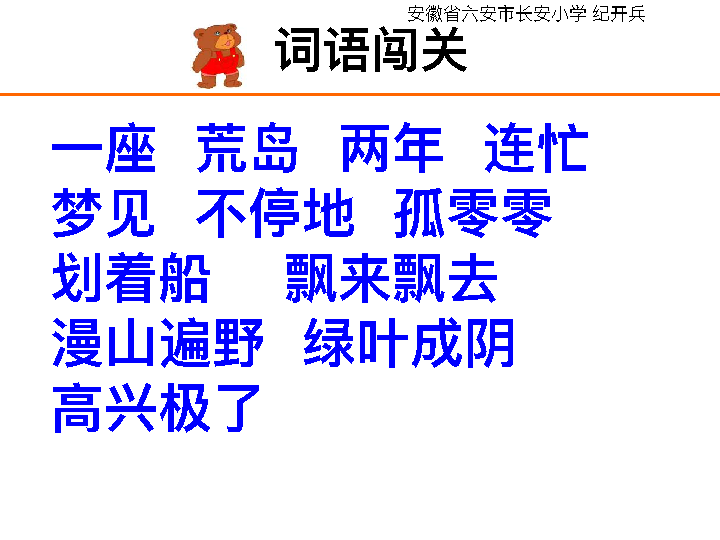 安徽省六安市长安小学 纪开兵
词语闯关
一座 荒岛 两年 连忙
梦见 不停地 孤零零
划着船 飘来飘去
漫山遍野 绿叶成阴
高兴极了